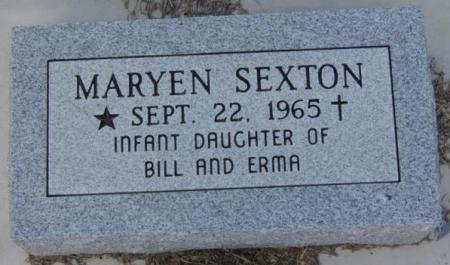 MARYEN SEXTON
★ SEPT. 22, 1965 ✝
INFANT DAUGHTER OF
BILL AND ERMA